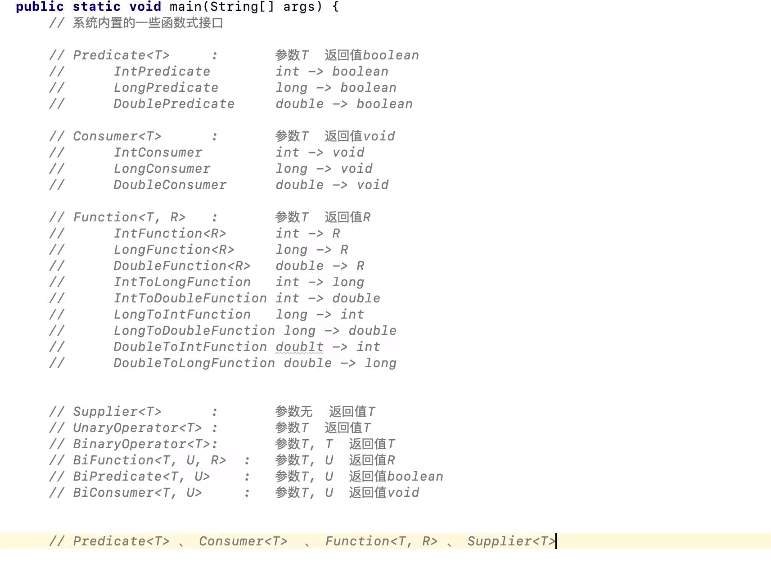 public static void main(String[] args) {
// 系统内置的一些函数式接口
// Predicate<T> : 参数T 返回值boolean
// IntPredicate int -> boolean
// LongPredicate long -> boolean
// DoublePredicate double -> boolean
// Consumer<T> : 参数T 返回值void
// IntConsumer int -> void
// LongConsumer long -> void
// DoubleConsumer double -> void
// Function<T, R> : 参数T 返回值R
// IntFunction<R> int -> R
// LongFunction<R> long -> R
// DoubleFunction<R> double -> R
// IntToLongFunction int -> long
// IntToDoubleFunction int -> double
// LongToIntFunction long -> int
// LongToDoubleFunction long -> double
// DoubleToIntFunction doublt -> int
// DoubleToLongFunction double -> long
// Supplier<T> : 参数无 返回值T
// UnaryOperator<T> : 参数T 返回值T
// BinaryOperator<T>: 参数T, T 返回值T
// BiFunction<T, U, R> : 参数T, U 返回值R
// BiPredicate<T, U> : 参数T, U 返回值boolean
// BiConsumer<T, U> : 参数T, U 返回值void
// Predicate<T> 、 Consumer<T> 、 Function<T, R> 、 Supplier<T>